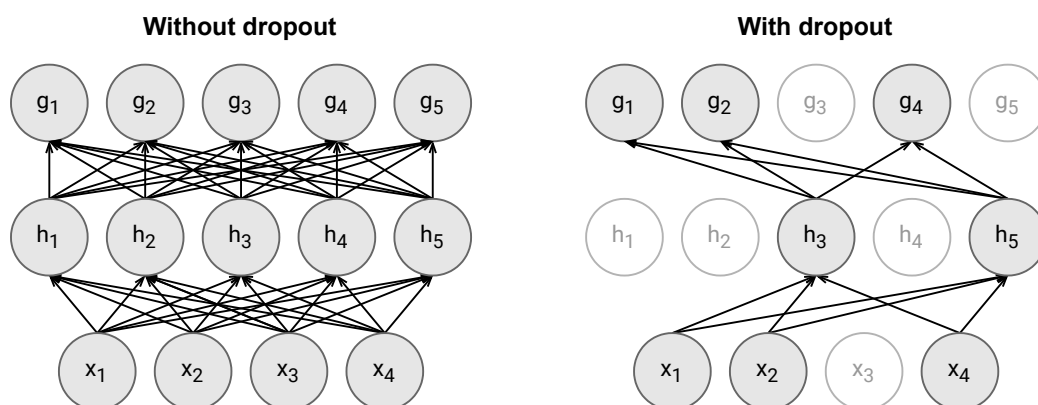 Without dropout
With dropout
g₁ g₂ g₃ g₄ g₅
g₁ g₂ g₃ g₄ g₅
h₁ h₂ h₃ h₄ h₅
h₁ h₂ h₃ h₄ h₅
x₁ x₂ x₃ x₄
x₁ x₂ x₃ x₄